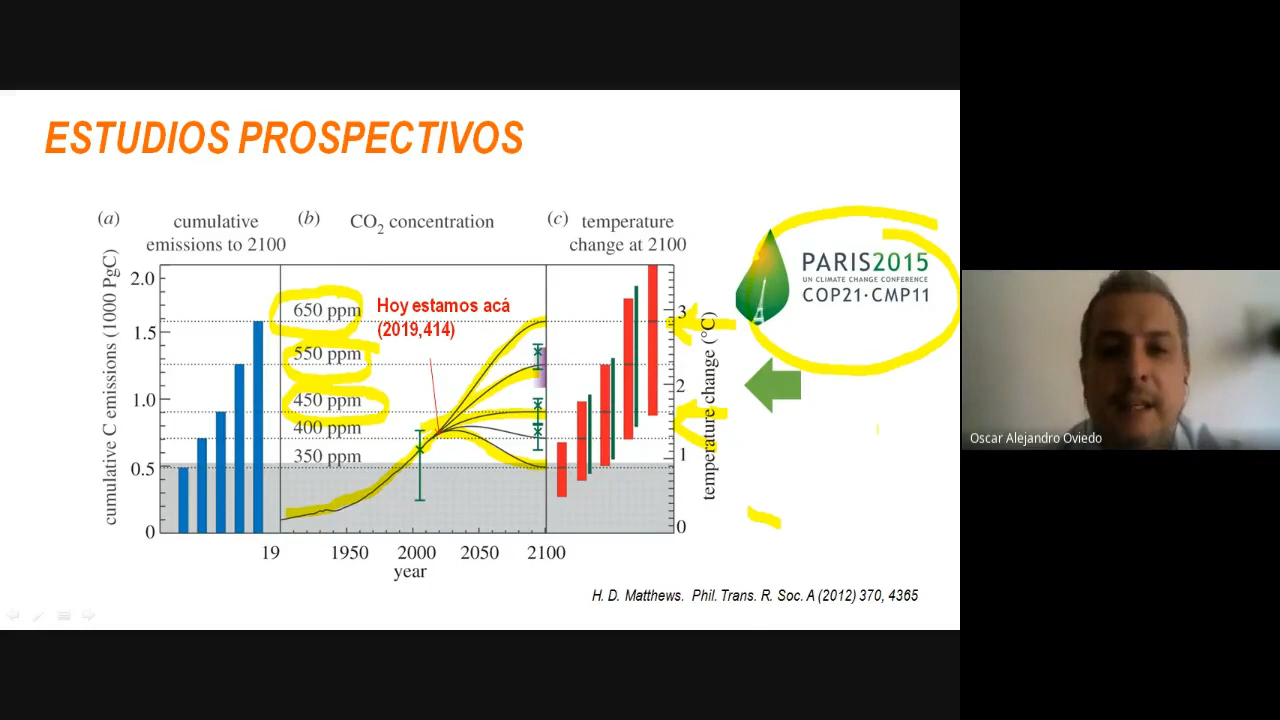 ESTUDIOS PROSPECTIVOS
(a)
cumulative
emissions to 2100
(b)
CO₂ concentration
(c)
temperature
change at 2100
cumulative C emissions (1000 PgC)
2.0
1.5
1.0
0.5
0
650 ppm
550 ppm
450 ppm
400 ppm
350 ppm
Hoy estamos acá
(2019,414)
3
2
1
0
temperature change (°C)
19
1950
2000
2050
2100
year
PARIS2015
UN CLIMATE CHANGE CONFERENCE
COP21·CMP11
H. D. Matthews. Phil. Trans. R. Soc. A (2012) 370, 4365
Oscar Alejandro Oviedo